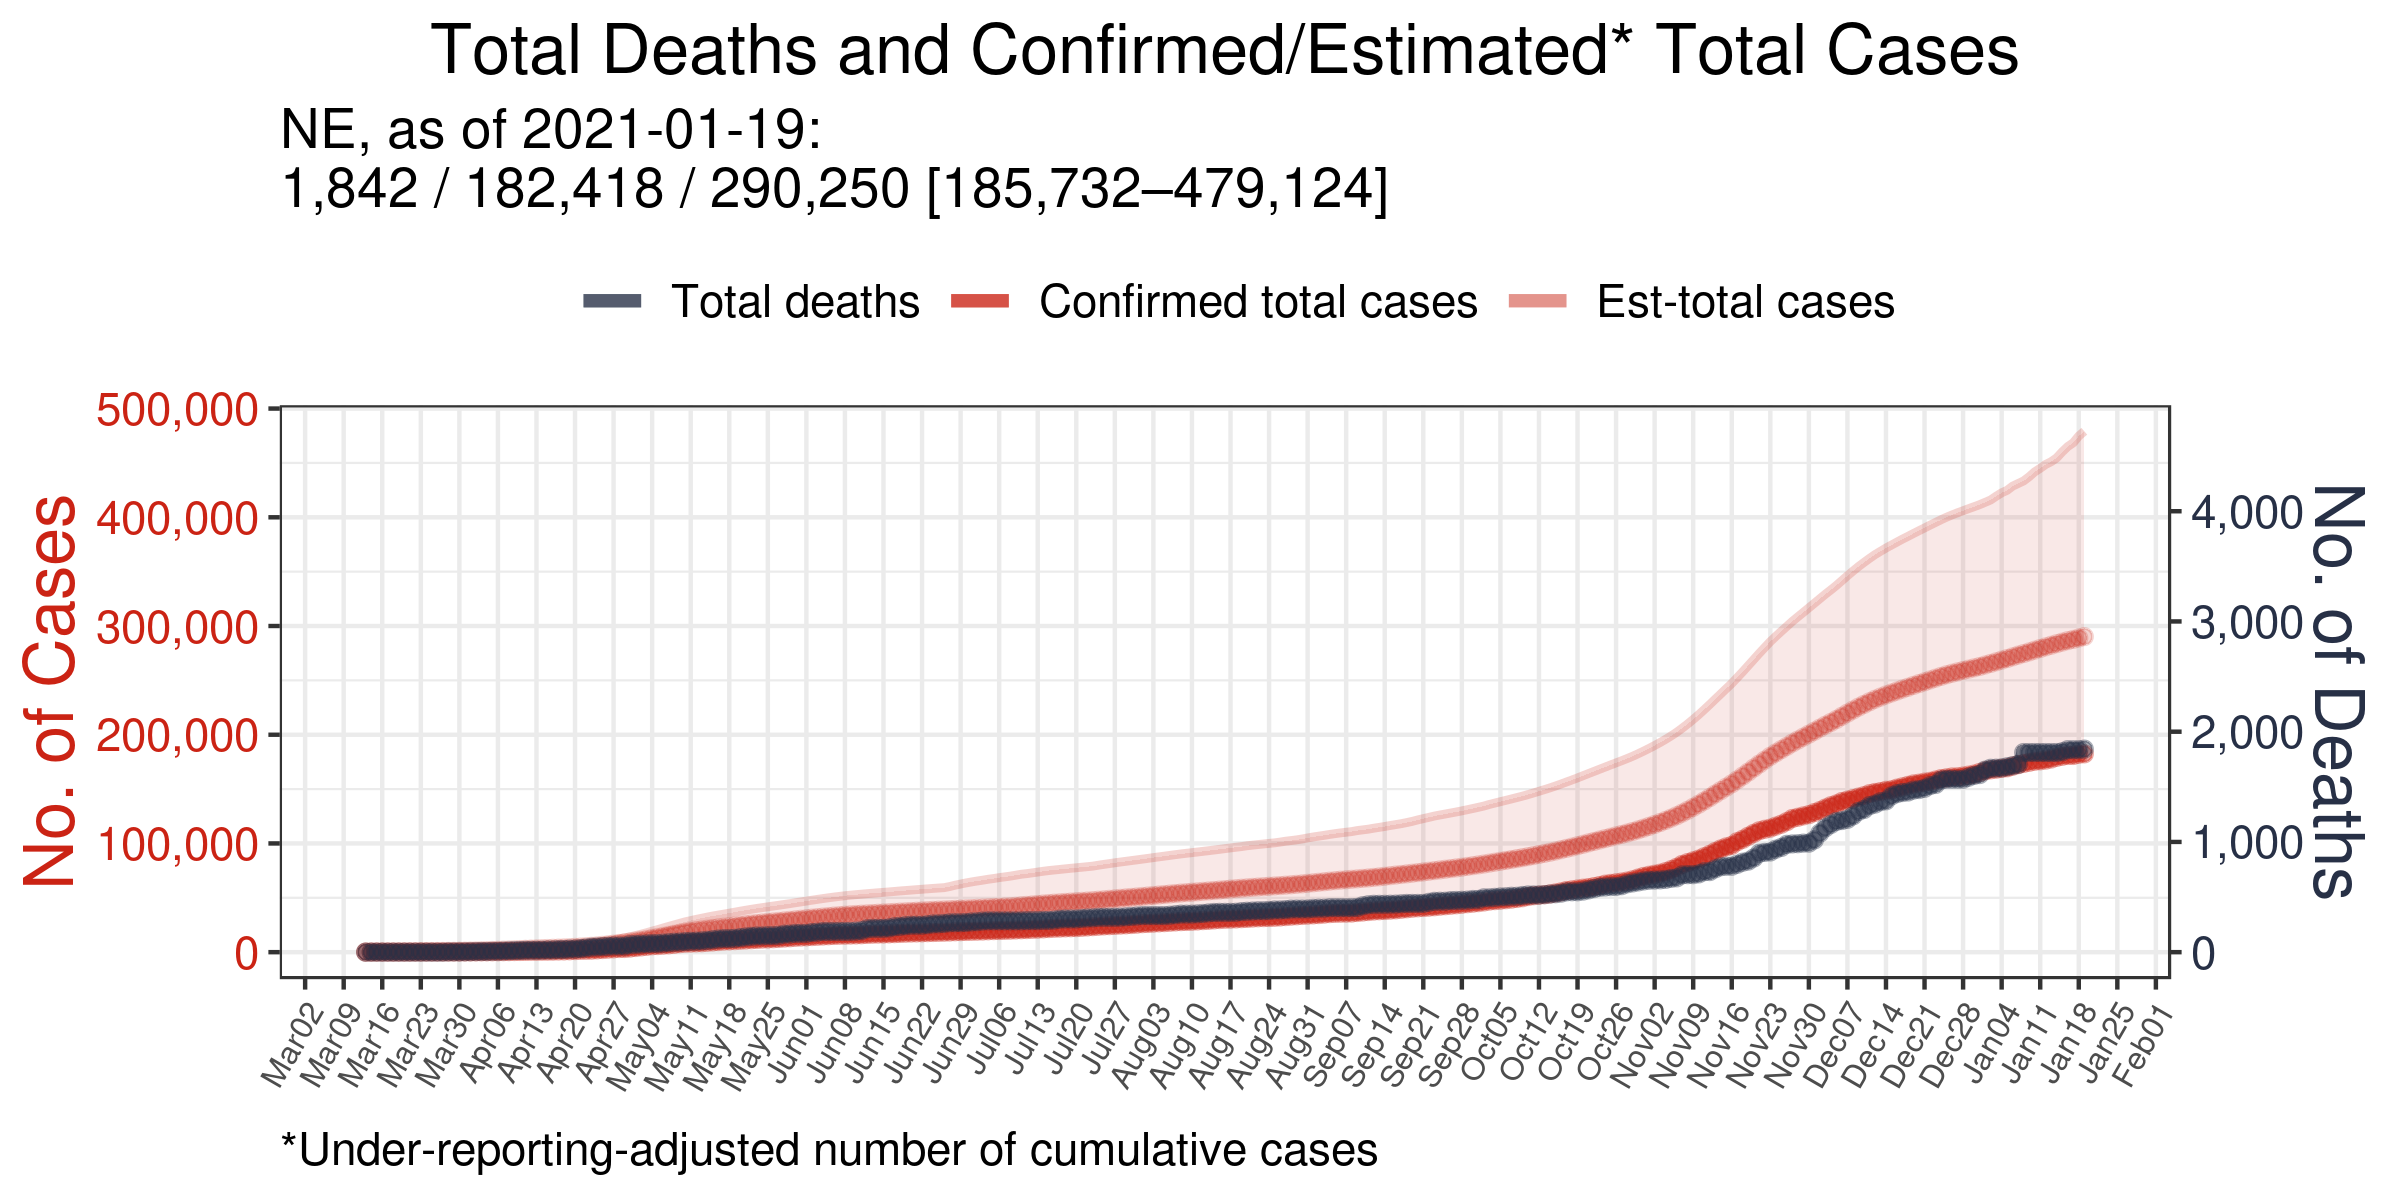 Total Deaths and Confirmed/Estimated* Total Cases
NE, as of 2021-01-19:
1,842 / 182,418 / 290,250 [185,732–479,124]
Total deaths
Confirmed total cases
Est-total cases
No. of Cases
500,000
400,000
300,000
200,000
100,000
0
4,000
3,000
2,000
1,000
0
No. of Deaths
Mar02
Mar09
Mar16
Mar23
Mar30
Apr06
Apr13
Apr20
Apr27
May04
May11
May18
May25
Jun01
Jun08
Jun15
Jun22
Jun29
Jul06
Jul13
Jul20
Jul27
Aug03
Aug10
Aug17
Aug24
Aug31
Sep07
Sep14
Sep21
Sep28
Oct05
Oct12
Oct19
Oct26
Nov02
Nov09
Nov16
Nov23
Nov30
Dec07
Dec14
Dec21
Dec28
Jan04
Jan11
Jan18
Jan25
Feb01
*Under-reporting-adjusted number of cumulative cases